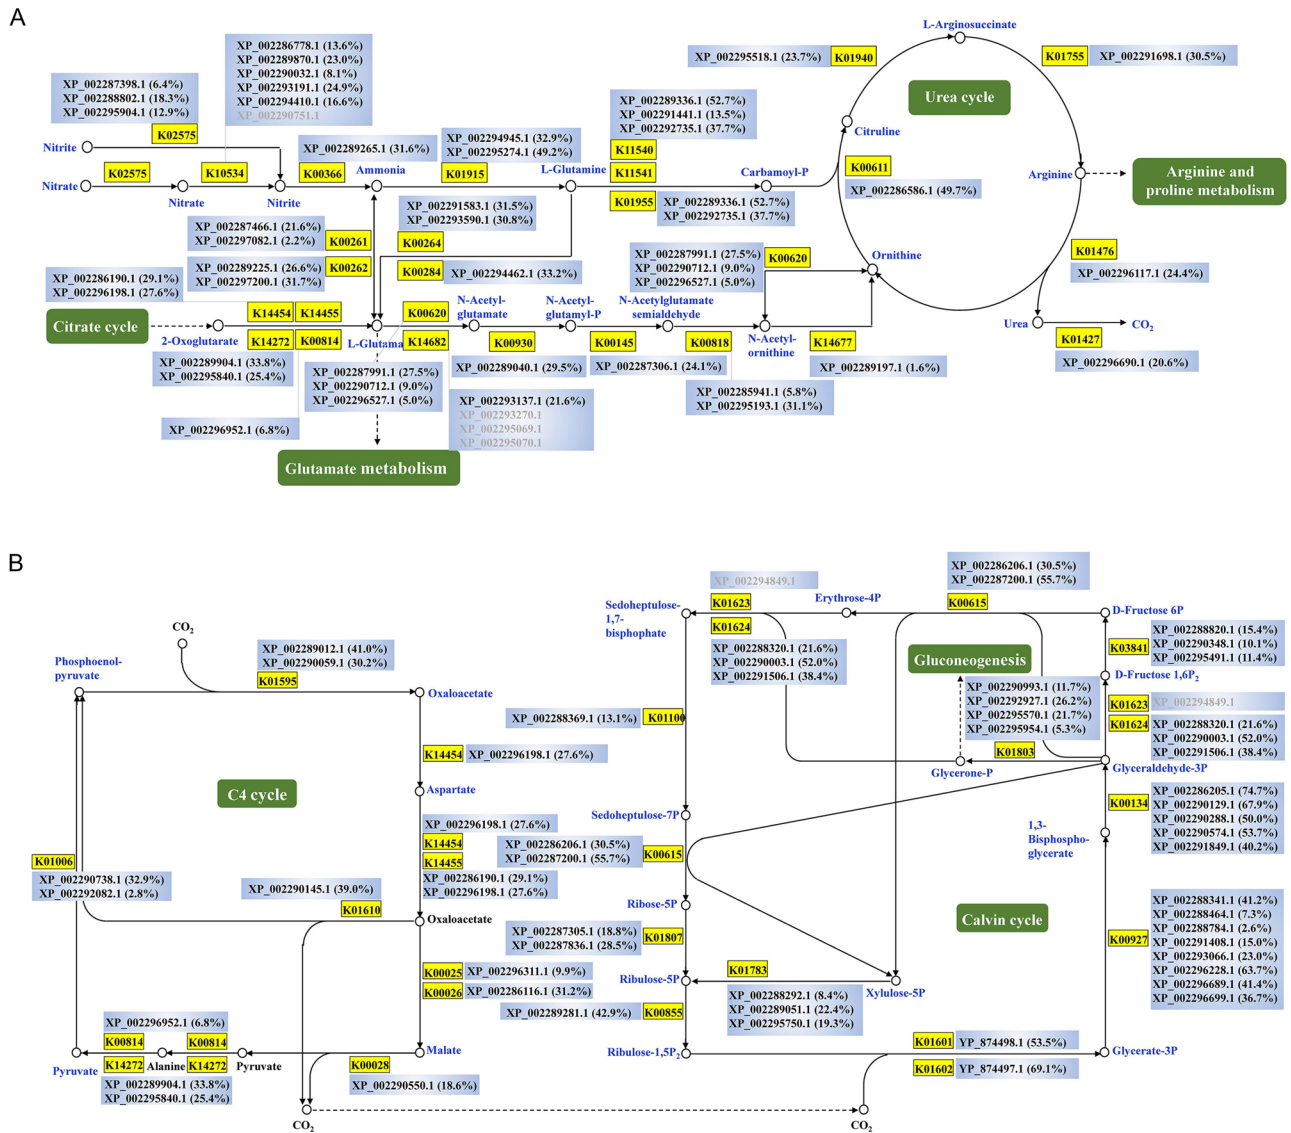 A
L-Arginosuccinate
XP_002286778.1 (13.6%)
XP_002289870.1 (23.0%)
XP_002290032.1 (8.1%)
XP_002293191.1 (24.9%)
XP_002294410.1 (16.6%)
XP_002290751.1
XP_002287398.1 (6.4%)
XP_002288802.1 (18.3%)
XP_002295904.1 (12.9%)
XP_002295518.1 (23.7%)
K01940
K01755
XP_002291698.1 (30.5%)
Urea cycle
XP_002289336.1 (52.7%)
XP_002291441.1 (13.5%)
XP_002292735.1 (37.7%)
K02575
Nitrite
XP_002289265.1 (31.6%)
XP_002294945.1 (32.9%)
XP_002295274.1 (49.2%)
K11540
K11541
K01955
Citruline
K02575
K10534
K00366
Ammonia
K01915
L-Glutamine
Carbamoyl-P
K00611
XP_002286586.1 (49.7%)
Nitrate
Nitrate
Nitrite
Arginine
Arginine and
proline metabolism
XP_002289336.1 (52.7%)
XP_002292735.1 (37.7%)
XP_002291583.1 (31.5%)
XP_002293590.1 (30.8%)
XP_002287466.1 (21.6%)
XP_002297082.1 (2.2%)
K00261
K00264
XP_002289225.1 (26.6%)
XP_002297200.1 (31.7%)
K00262
K00284
XP_002294462.1 (33.2%)
XP_002287991.1 (27.5%)
XP_002290712.1 (9.0%)
XP_002296527.1 (5.0%)
K00620
Ornithine
K01476
XP_002296117.1 (24.4%)
XP_002286190.1 (29.1%)
XP_002296198.1 (27.6%)
K14454
K14455
K00620
N-Acetyl-
glutamate
N-Acetyl-
glutamyl-P
N-Acetylglutamate
semialdehyde
Citrate cycle
2-Oxoglutarate
K14272
K00814
L-Glutama
K14682
K00930
K00145
K00818
N-Acetyl-
ornithine
K14677
Urea
CO2
K01427
XP_002296690.1 (20.6%)
XP_002289904.1 (33.8%)
XP_002295840.1 (25.4%)
XP_002287991.1 (27.5%)
XP_002290712.1 (9.0%)
XP_002296527.1 (5.0%)
XP_002289040.1 (29.5%)
XP_002287306.1 (24.1%)
XP_002289197.1 (1.6%)
XP_002285941.1 (5.8%)
XP_002295193.1 (31.1%)
XP_002293137.1 (21.6%)
XP_002293270.1
XP_002295069.1
XP_002295070.1
XP_002296952.1 (6.8%)
Glutamate metabolism
B
CO2
XP_002289012.1 (41.0%)
XP_002290059.1 (30.2%)
K01595
Phosphoenol-
pyruvate
Oxaloacetate
K14454
XP_002296198.1 (27.6%)
C4 cycle
Aspartate
XP_002296198.1 (27.6%)
K14454
K14455
XP_002286190.1 (29.1%)
XP_002296198.1 (27.6%)
K01006
XP_002290738.1 (32.9%)
XP_002292082.1 (2.8%)
XP_002290145.1 (39.0%)
K01610
Oxaloacetate
K00025
XP_002296311.1 (9.9%)
K00026
XP_002286116.1 (31.2%)
XP_002296952.1 (6.8%)
K00814
K00814
Malate
Pyruvate
K14272
Alanine
K14272
Pyruvate
K00028
XP_002290550.1 (18.6%)
XP_002289904.1 (33.8%)
XP_002295840.1 (25.4%)
CO2
XP_002294849.1
K01623
K01624
XP_002288320.1 (21.6%)
XP_002290003.1 (52.0%)
XP_002291506.1 (38.4%)
Sedoheptulose-
1,7-
bisphophate
Erythrose-4P
XP_002286206.1 (30.5%)
XP_002287200.1 (55.7%)
K00615
D-Fructose 6P
K03841
XP_002288820.1 (15.4%)
XP_002290348.1 (10.1%)
XP_002295491.1 (11.4%)
Gluconeogenesis
D-Fructose 1,6P2
XP_002290993.1 (11.7%)
XP_002292927.1 (26.2%)
XP_002295570.1 (21.7%)
XP_002295954.1 (5.3%)
K01623
XP_002294849.1
K01624
XP_002288320.1 (21.6%)
XP_002290003.1 (52.0%)
XP_002291506.1 (38.4%)
XP_002288369.1 (13.1%)
K01100
K01803
Glycerone-P
Glyceraldehyde-3P
K00134
XP_002286205.1 (74.7%)
XP_002290129.1 (67.9%)
XP_002290288.1 (50.0%)
XP_002290574.1 (53.7%)
XP_002291849.1 (40.2%)
Sedoheptulose-7P
1,3-
Bisphospho-
glycerate
XP_002286206.1 (30.5%)
XP_002287200.1 (55.7%)
K00615
Ribose-5P
Calvin cycle
K00927
XP_002288341.1 (41.2%)
XP_002288464.1 (7.3%)
XP_002288784.1 (2.6%)
XP_002291408.1 (15.0%)
XP_002293066.1 (23.0%)
XP_002296228.1 (63.7%)
XP_002296689.1 (41.4%)
XP_002296699.1 (36.7%)
XP_002287305.1 (18.8%)
XP_002287836.1 (28.5%)
K01807
Ribulose-5P
K01783
Xylulose-5P
XP_002288292.1 (8.4%)
XP_002289051.1 (22.4%)
XP_002295750.1 (19.3%)
XP_002289281.1 (42.9%)
K00855
Ribulose-1,5P2
K01601
YP_874498.1 (53.5%)
K01602
YP_874497.1 (69.1%)
Glycerate-3P
CO2